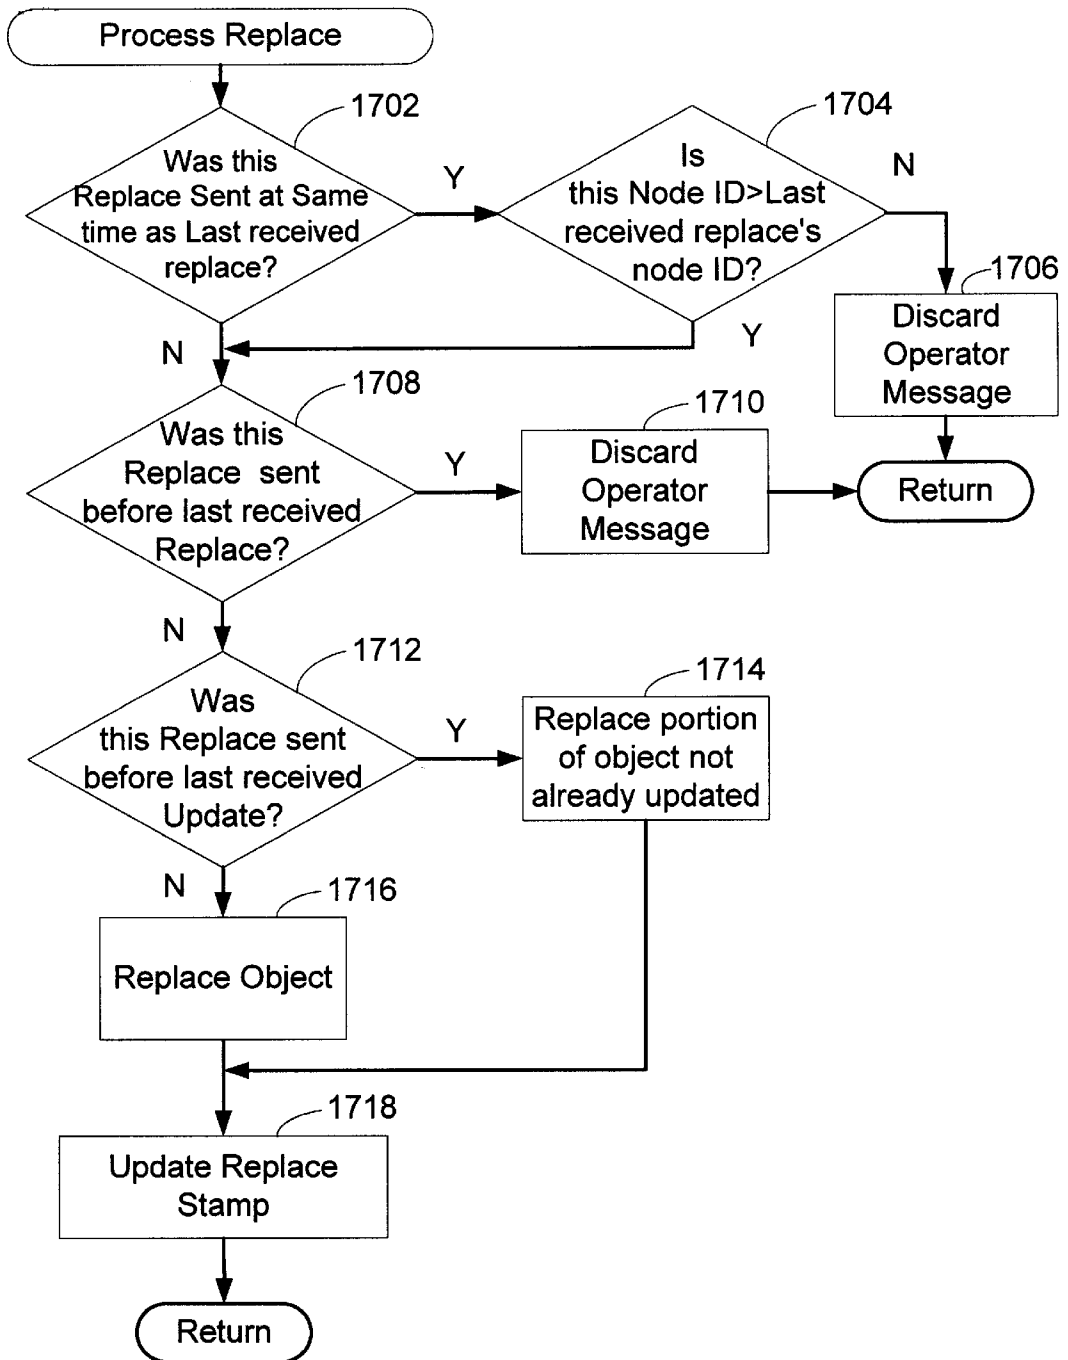 Process Replace
1702
Was this
Replace Sent at Same
time as Last received
replace?
Y
1704
Is
this Node ID>Last
received replace's
node ID?
N
1706
Discard
Operator
Message
Y
N
1708
Was this
Replace sent
before last received
Replace?
Y
1710
Discard
Operator
Message
Return
N
1712
Was
this Replace sent
before last received
Update?
Y
1714
Replace portion
of object not
already updated
N
1716
Replace Object
1718
Update Replace
Stamp
Return